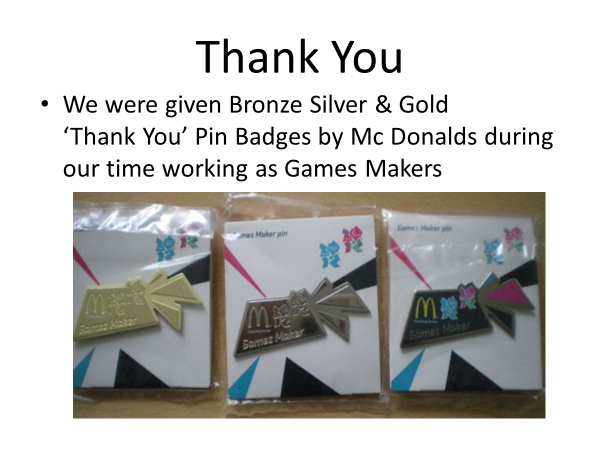 Thank You
• We were given Bronze Silver & Gold
‘Thank You’ Pin Badges by Mc Donalds during
our time working as Games Makers
Games Maker pin
Games Maker pin
Games Maker
Games Maker
Games Maker